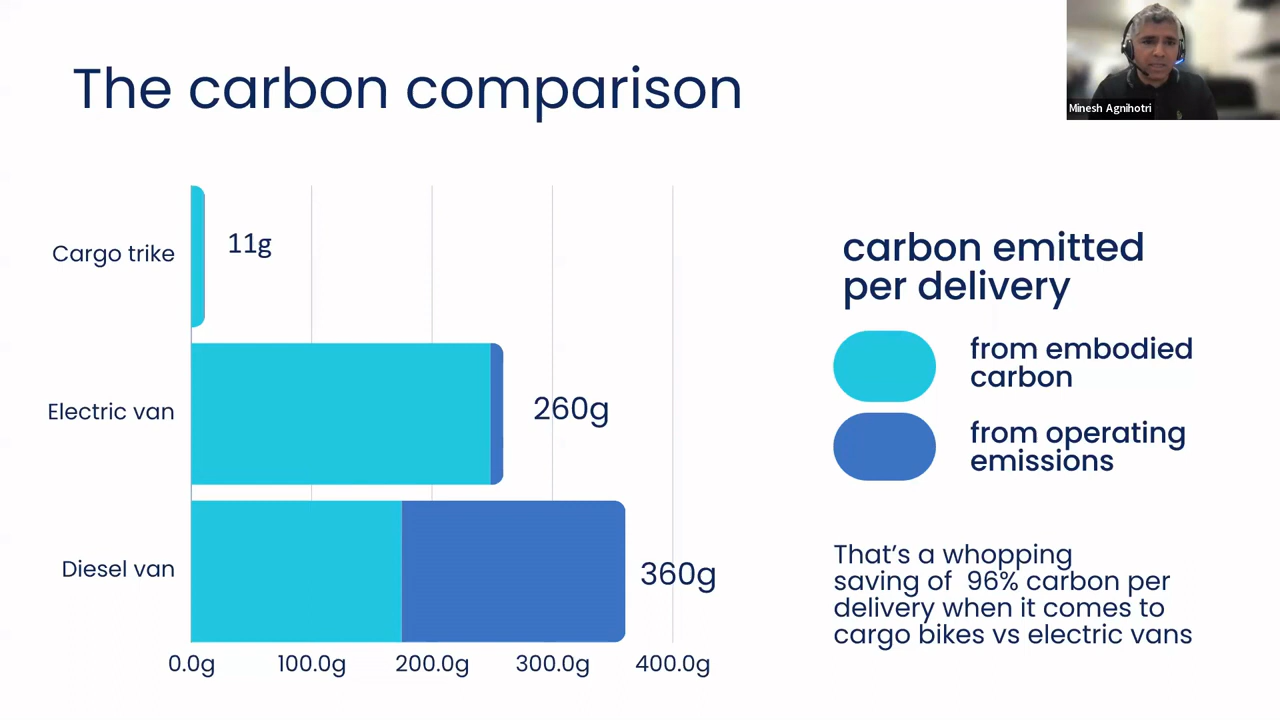 The carbon comparison
Minesh Agnihotri
Cargo trike
11g
Electric van
260g
Diesel van
360g
0.0g 100.0g 200.0g 300.0g 400.0g
carbon emitted
per delivery
from embodied
carbon
from operating
emissions
That's a whopping
saving of  96% carbon per
delivery when it comes to
cargo bikes vs electric vans